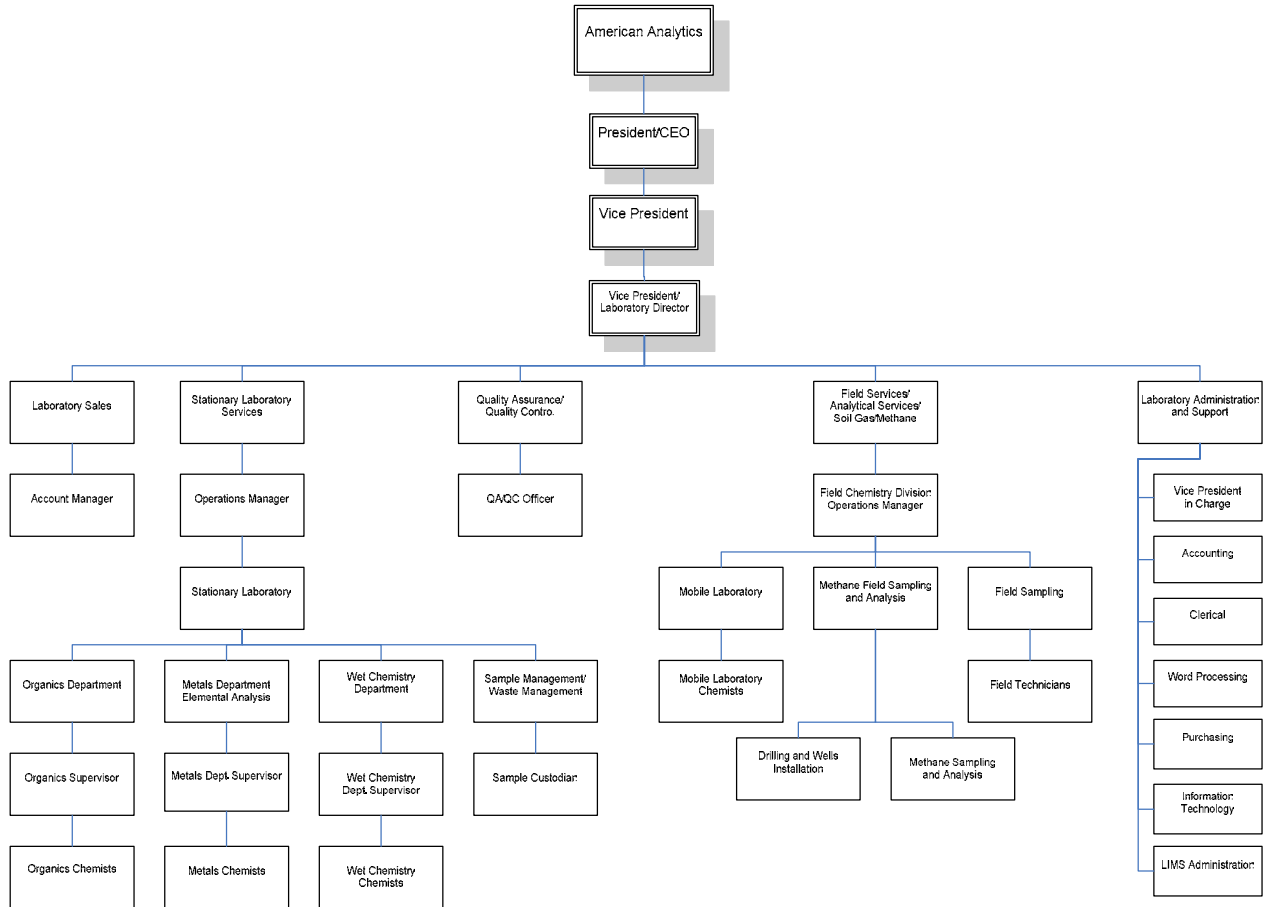 American Analytics
President/CEO
Vice President
Vice President/
Laboratory Director
Laboratory Sales
Stationary Laboratory
Services
Quality Assurance/
Quality Contro.
Field Services/
Analytical Services/
Soil Gas/Methane
Laboratory Administration
and Support
Account Manager
Operations Manager
QA/QC Officer
Field Chemistry Division
Operations Manager
Vice President
in Charge
Accounting
Stationary Laboratory
Mobile Laboratory
Methane Field Sampling
and Analysis
Field Sampling
Clerical
Organics Department
Metals Department
Elemental Analysis
Wet Chemistry
Department
Sample Management/
Waste Management
Mobile Laboratory
Chemists
Field Technicians
Word Processing
Purchasing
Organics Supervisor
Metals Dept. Supervisor
Wet Chemistry
Dept. Supervisor
Sample Custodian
Drilling and Wells
Installation
Methane Sampling
and Analysis
Information
Technology
Organics Chemists
Metals Chemists
Wet Chemistry
Chemists
LIMS Administration